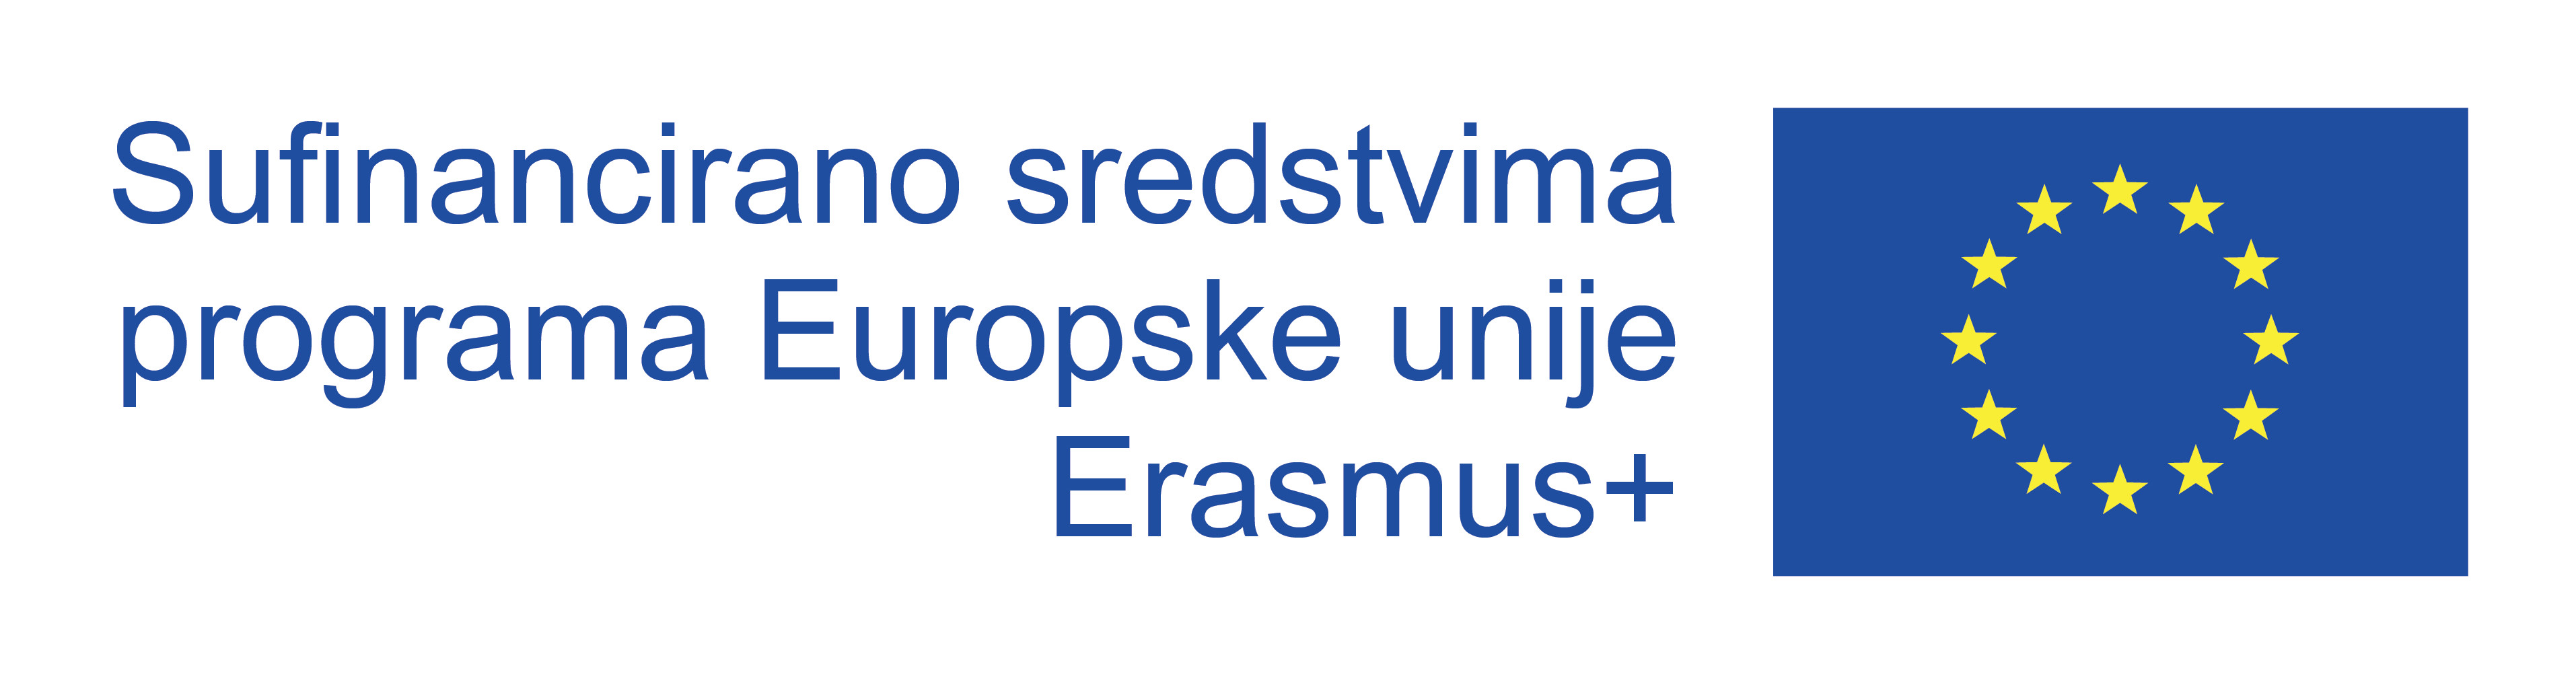 Sufinancirano sredstvima
programa Europske unije
Erasmus+